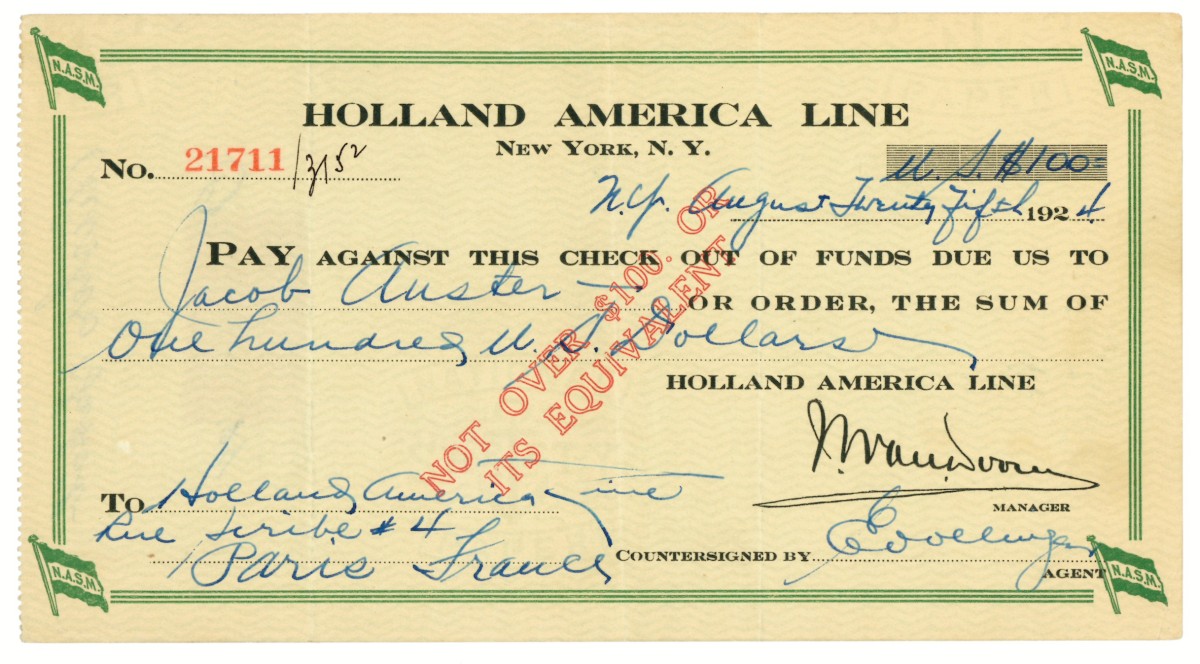 N.A.S.M.
N.A.S.M.
HOLLAND AMERICA LINE
NEW YORK, N. Y.
No. 21711/3152
U. S. $100=
N.Y. August Twenty Fifth 1924
PAY AGAINST THIS CHECK OUT OF FUNDS DUE US TO
Jacob Auster — OR ORDER, THE SUM OF
One hundred U. S. Dollars
NOT OVER $100. OR
ITS EQUIVALENT
HOLLAND AMERICA LINE
To Holland America Line
MANAGER
Rue Scribe #4
Paris France
COUNTERSIGNED BY
AGENT
N.A.S.M.
N.A.S.M.